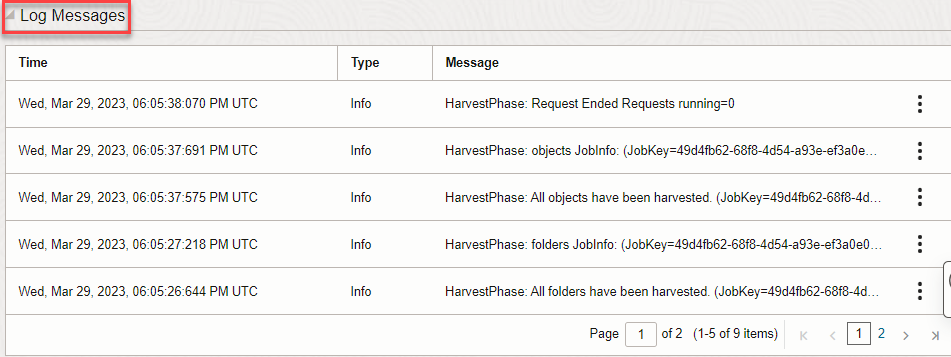 Log Messages
Time Type Message
Wed, Mar 29, 2023, 06:05:38:070 PM UTC Info HarvestPhase: Request Ended Requests running=0
Wed, Mar 29, 2023, 06:05:37:691 PM UTC Info HarvestPhase: objects JobInfo: (JobKey=49d4fb62-68f8-4d54-a93e-ef3a0e...
Wed, Mar 29, 2023, 06:05:37:575 PM UTC Info HarvestPhase: All objects have been harvested. (JobKey=49d4fb62-68f8-4d...
Wed, Mar 29, 2023, 06:05:27:218 PM UTC Info HarvestPhase: folders JobInfo: (JobKey=49d4fb62-68f8-4d54-a93e-ef3a0e0...
Wed, Mar 29, 2023, 06:05:26:644 PM UTC Info HarvestPhase: All folders have been harvested. (JobKey=49d4fb62-68f8-4d...
Page 1 of 2 (1-5 of 9 items) 1 2